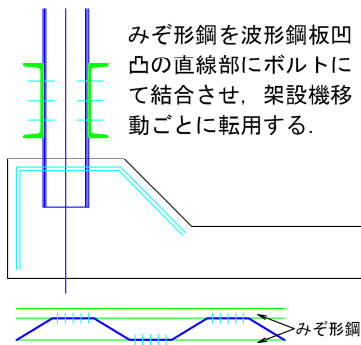 みぞ形鋼を波形鋼板凹
凸の直線部にボルトに
て結合させ，架設機移
動ごとに転用する.
みぞ形鋼